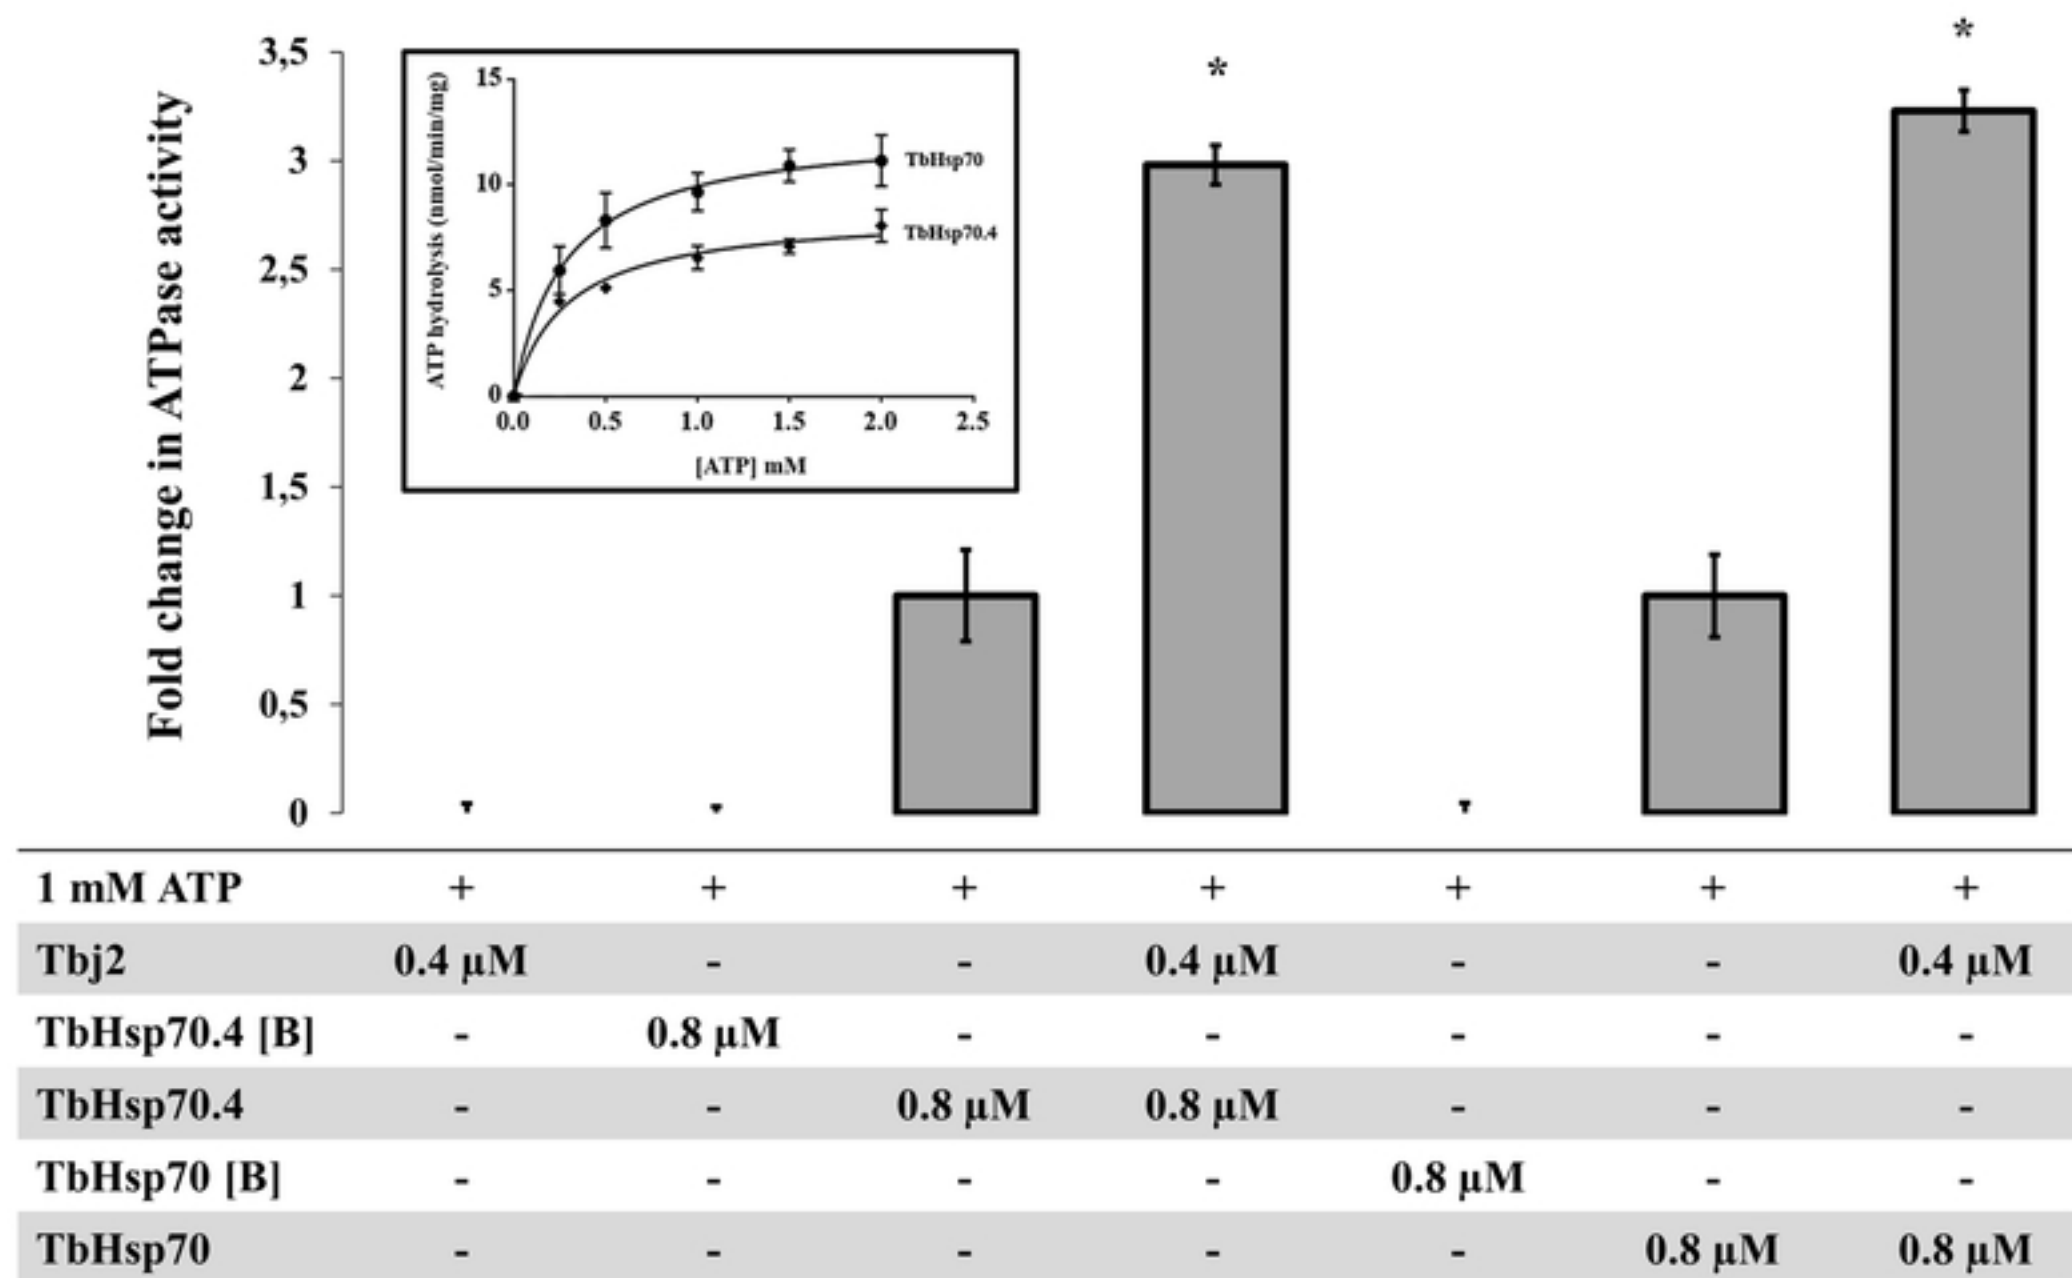 Fold change in ATPase activity
3,5
3
2,5
2
1,5
1
0,5
0
ATP hydrolysis (nmol/min/mg)
15
10
5
0
0.0 0.5 1.0 1.5 2.0 2.5
[ATP] mM
TbHsp70
TbHsp70.4
*
*
1 mM ATP + + + + + + +
Tbj2 0.4 μM - - 0.4 μM - - 0.4 μM
TbHsp70.4 [B] - 0.8 μM - - - - -
TbHsp70.4 - - 0.8 μM 0.8 μM - - -
TbHsp70 [B] - - - - 0.8 μM - -
TbHsp70 - - - - - 0.8 μM 0.8 μM